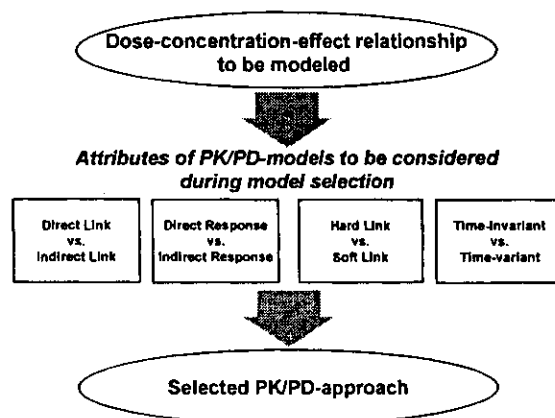 Dose-concentration-effect relationship
to be modeled
Attributes of PK/PD-models to be considered
during model selection
Direct Link
vs.
Indirect Link
Direct Response
vs.
Indirect Response
Hard Link
vs.
Soft Link
Time-invariant
vs.
Time-variant
Selected PK/PD-approach